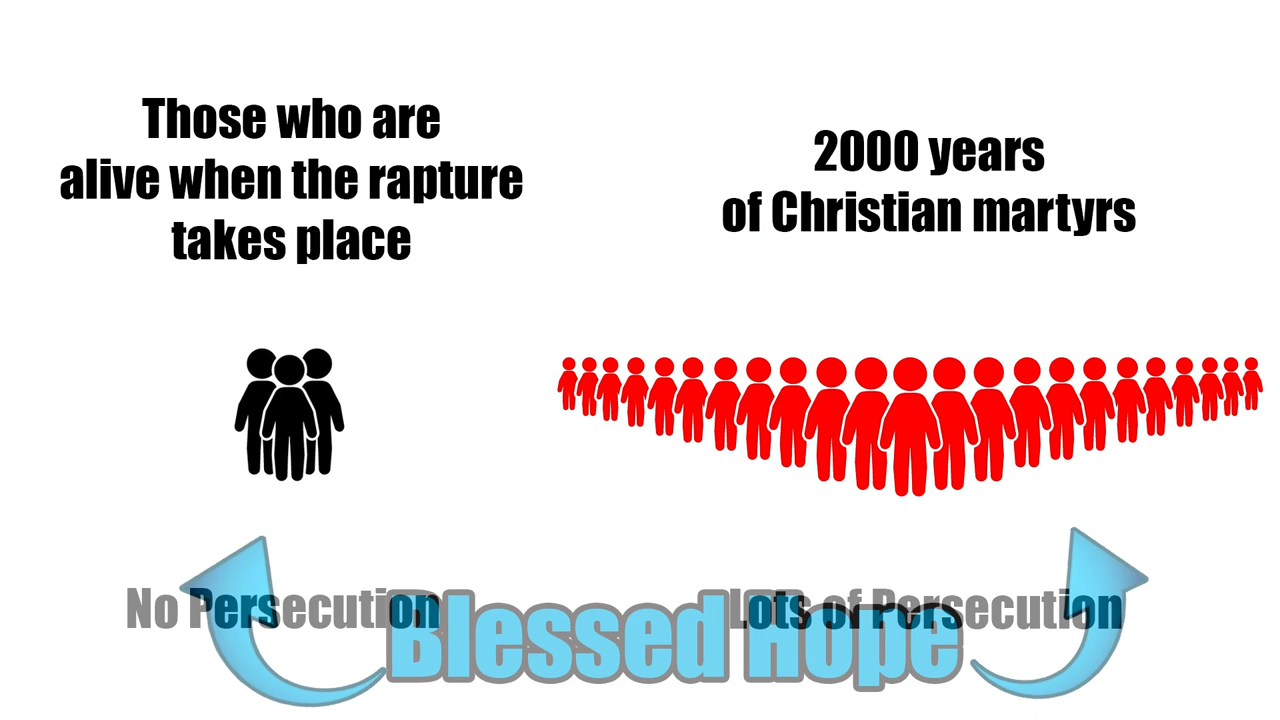 Those who are
alive when the rapture
takes place
2000 years
of Christian martyrs
No Persecution
Lots of Persecution
Blessed Hope